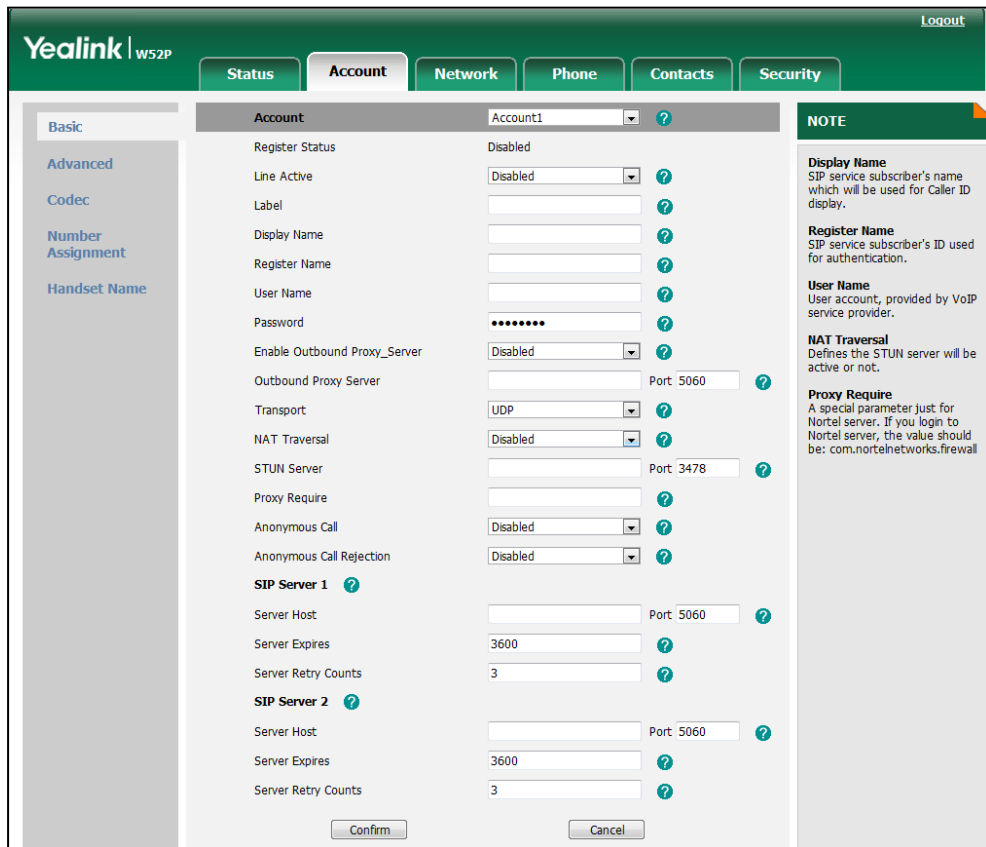 Logout
Yealink | W52P
Status Account Network Phone Contacts Security
Basic
Advanced
Codec
Number
Assignment
Handset Name
Account Account1 ?
Register Status Disabled
Line Active Disabled ?
Label ?
Display Name ?
Register Name ?
User Name ?
Password •••••••• ?
Enable Outbound Proxy_Server Disabled ?
Outbound Proxy Server Port 5060 ?
Transport UDP ?
NAT Traversal Disabled ?
STUN Server Port 3478 ?
Proxy Require ?
Anonymous Call Disabled ?
Anonymous Call Rejection Disabled ?
SIP Server 1 ?
Server Host Port 5060 ?
Server Expires 3600 ?
Server Retry Counts 3 ?
SIP Server 2 ?
Server Host Port 5060 ?
Server Expires 3600 ?
Server Retry Counts 3 ?
Confirm Cancel
NOTE
Display Name
SIP service subscriber's name
which will be used for Caller ID
display.
Register Name
SIP service subscriber's ID used
for authentication.
User Name
User account, provided by VoIP
service provider.
NAT Traversal
Defines the STUN server will be
active or not.
Proxy Require
A special parameter just for
Nortel server. If you login to
Nortel server, the value should
be: com.nortelnetworks.firewall